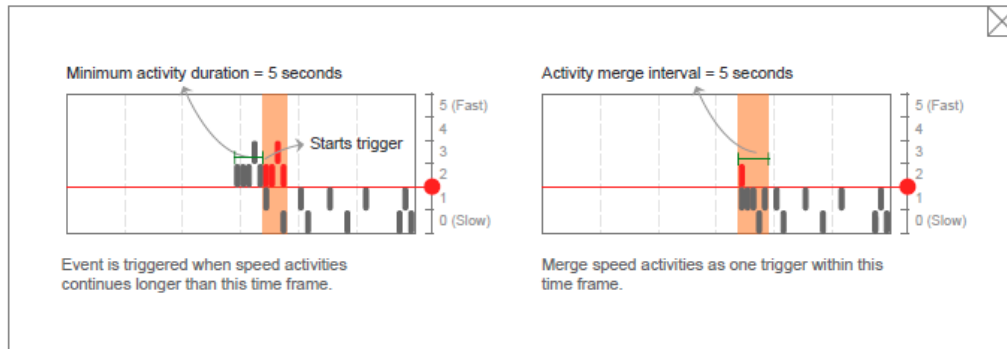 Minimum activity duration = 5 seconds
5 (Fast)
4
3
2
1
0 (Slow)
Starts trigger
Event is triggered when speed activities
continues longer than this time frame.
Activity merge interval = 5 seconds
5 (Fast)
4
3
2
1
0 (Slow)
Merge speed activities as one trigger within this
time frame.